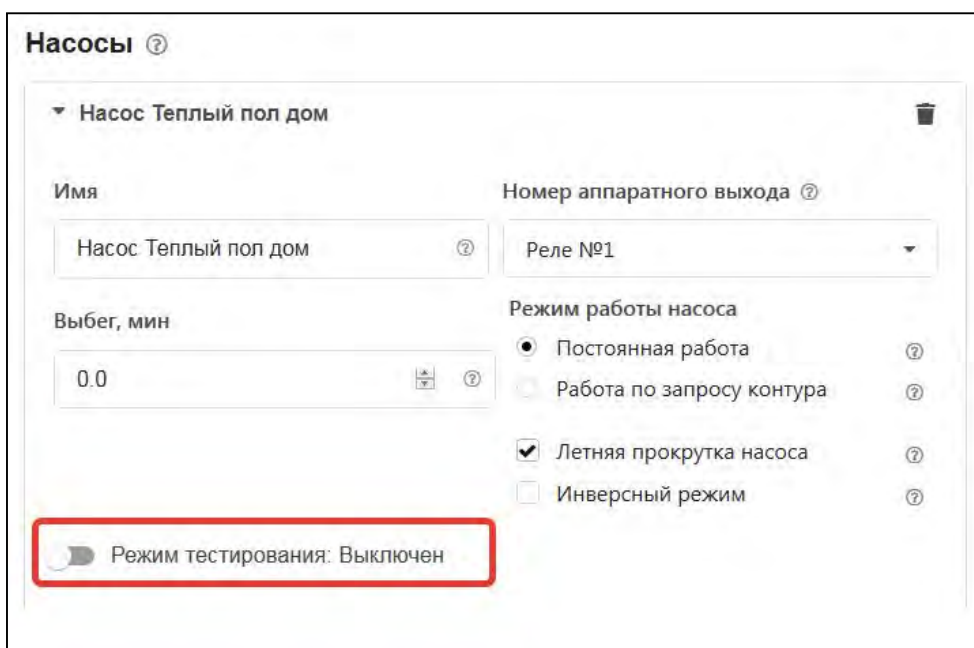 Насосы
Насос Теплый пол дом
Имя
Номер аппаратного выхода
Насос Теплый пол дом
Реле №1
Выбег, мин
Режим работы насоса
0.0
Постоянная работа
Работа по запросу контура
Летняя прокрутка насоса
Инверсный режим
Режим тестирования: Выключен